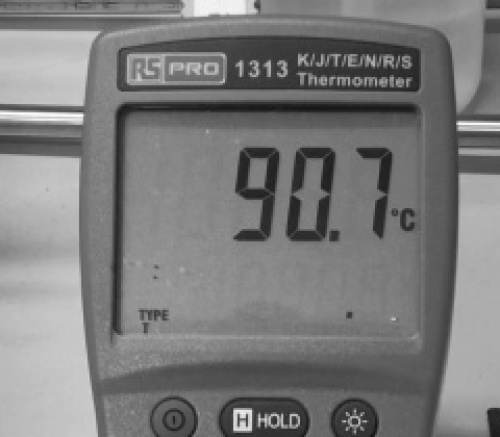 RS PRO 1313 K/J/T/E/N/R/S
Thermometer
90.7 °C
TYPE
T
H HOLD